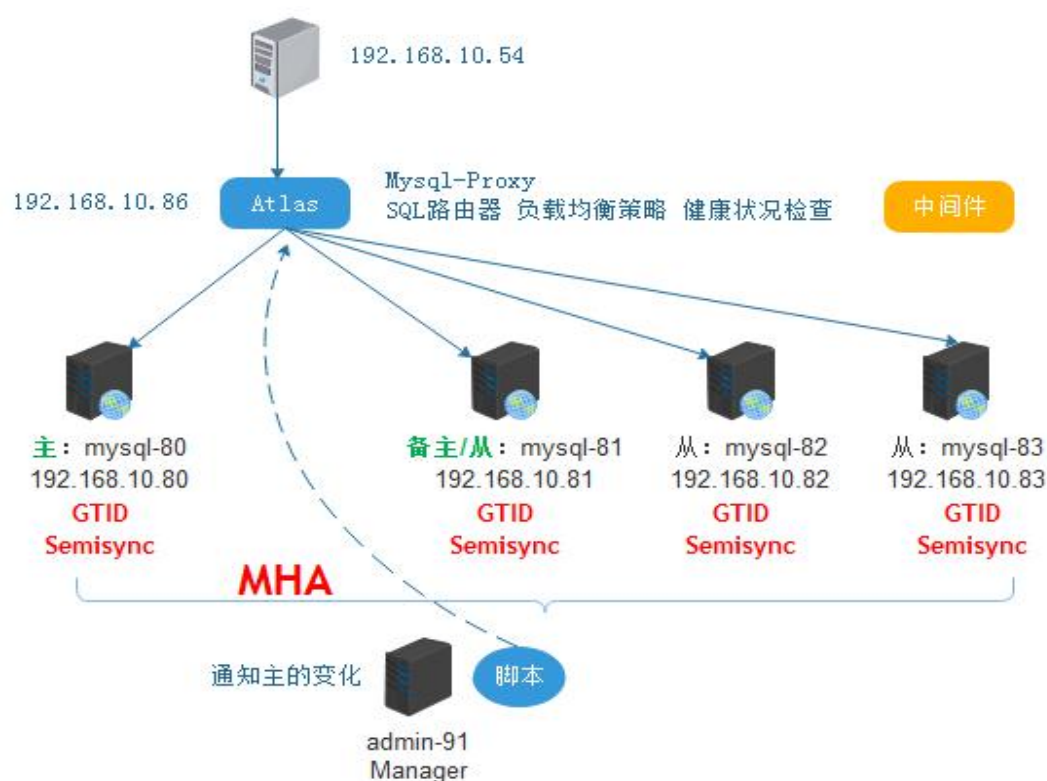 192.168.10.54
192.168.10.86
Atlas
Mysql-Proxy
SQL路由器 负载均衡策略 健康状况检查
中间件
主：mysql-80
192.168.10.80
GTID
Semisync
备主/从：mysql-81
192.168.10.81
GTID
Semisync
从：mysql-82
192.168.10.82
GTID
Semisync
从：mysql-83
192.168.10.83
GTID
Semisync
MHA
通知主的变化
脚本
admin-91
Manager